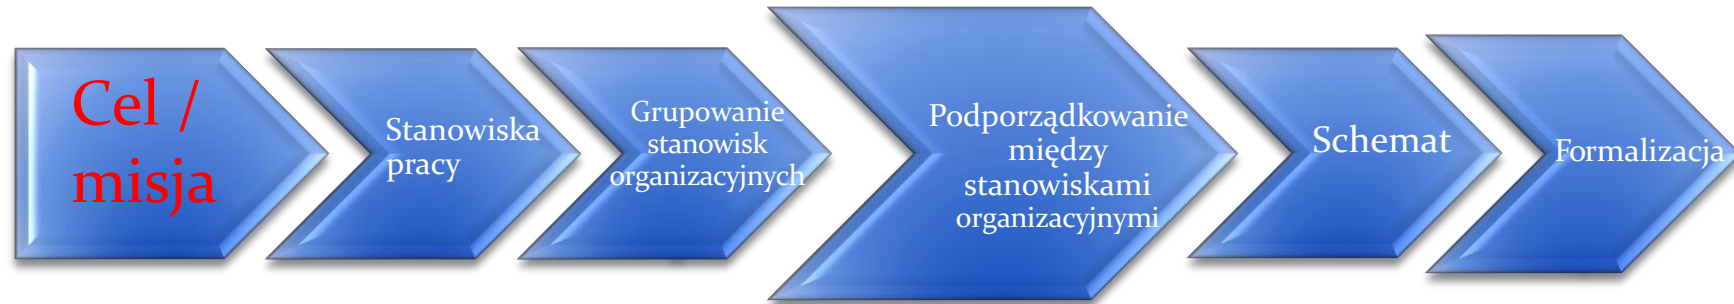 Cel /
misja
Stanowiska
pracy
Grupowanie
stanowisk
organizacyjnych
Podporządkowanie
między
stanowiskami
organizacyjnymi
Schemat
Formalizacja